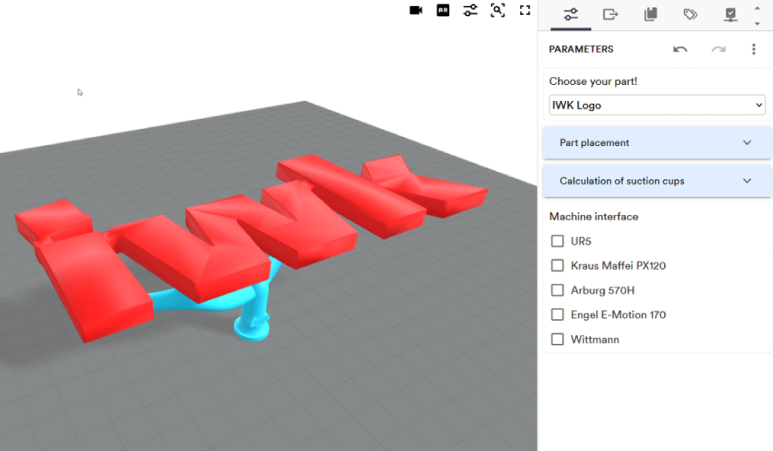 PARAMETERS
Choose your part!
IWK Logo
Part placement
Calculation of suction cups
Machine interface
UR5
Kraus Maffei PX120
Arburg 570H
Engel E-Motion 170
Wittmann
iwk